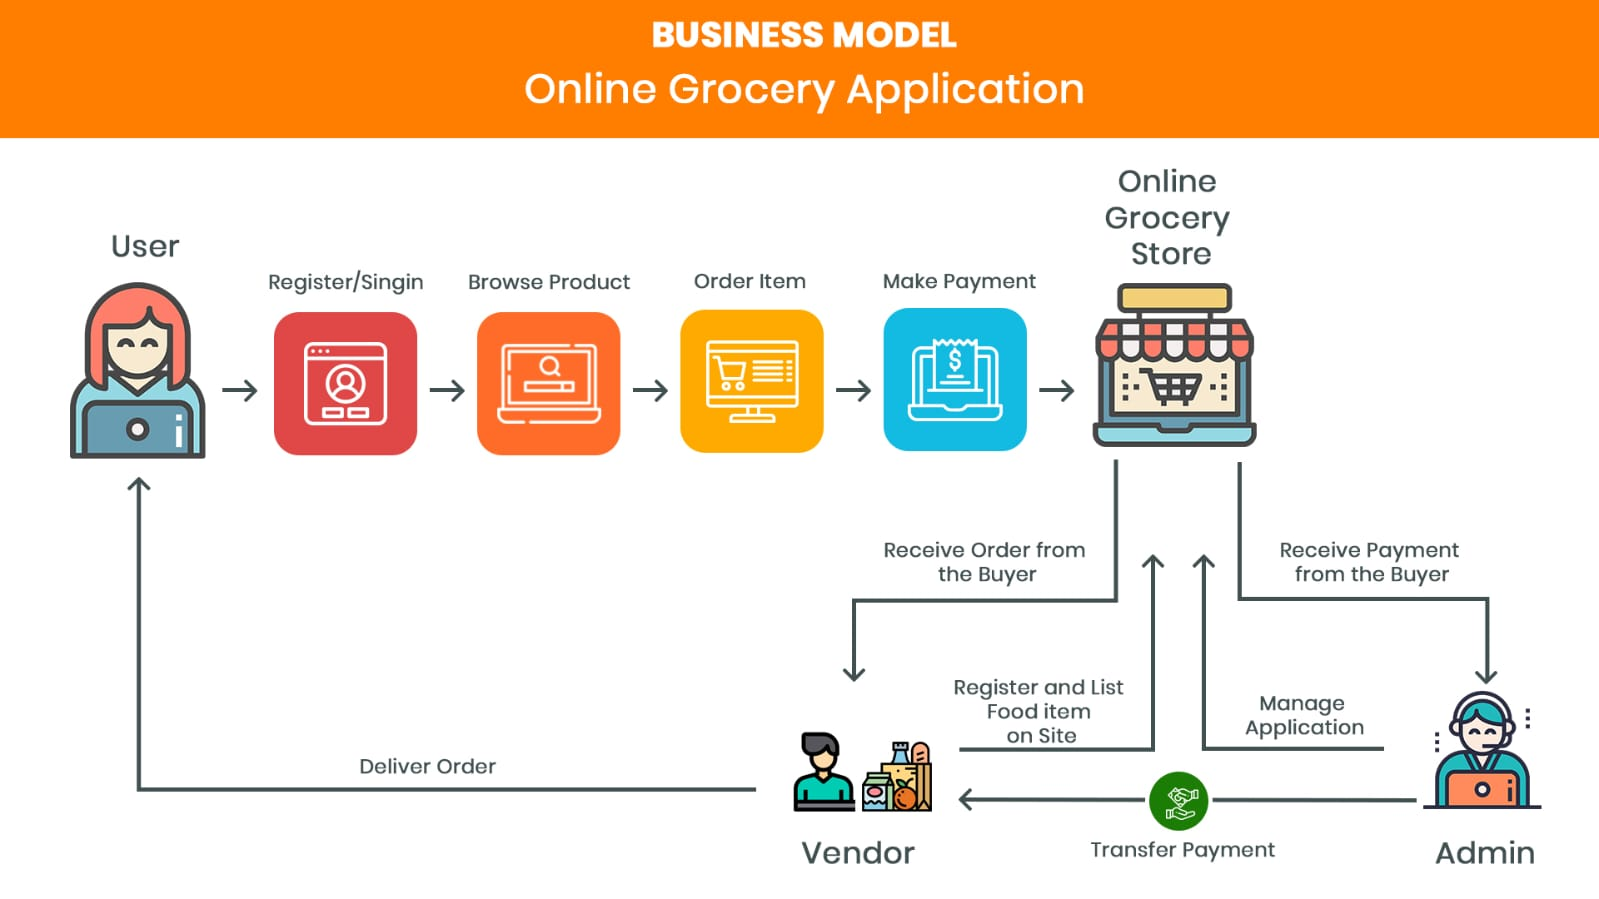 BUSINESS MODEL
Online Grocery Application
Online
Grocery
Store
User
Register/Singin
Browse Product
Order Item
Make Payment
Receive Order from
the Buyer
Receive Payment
from the Buyer
Register and List
Food item
on Site
Manage
Application
Deliver Order
Vendor
Transfer Payment
Admin